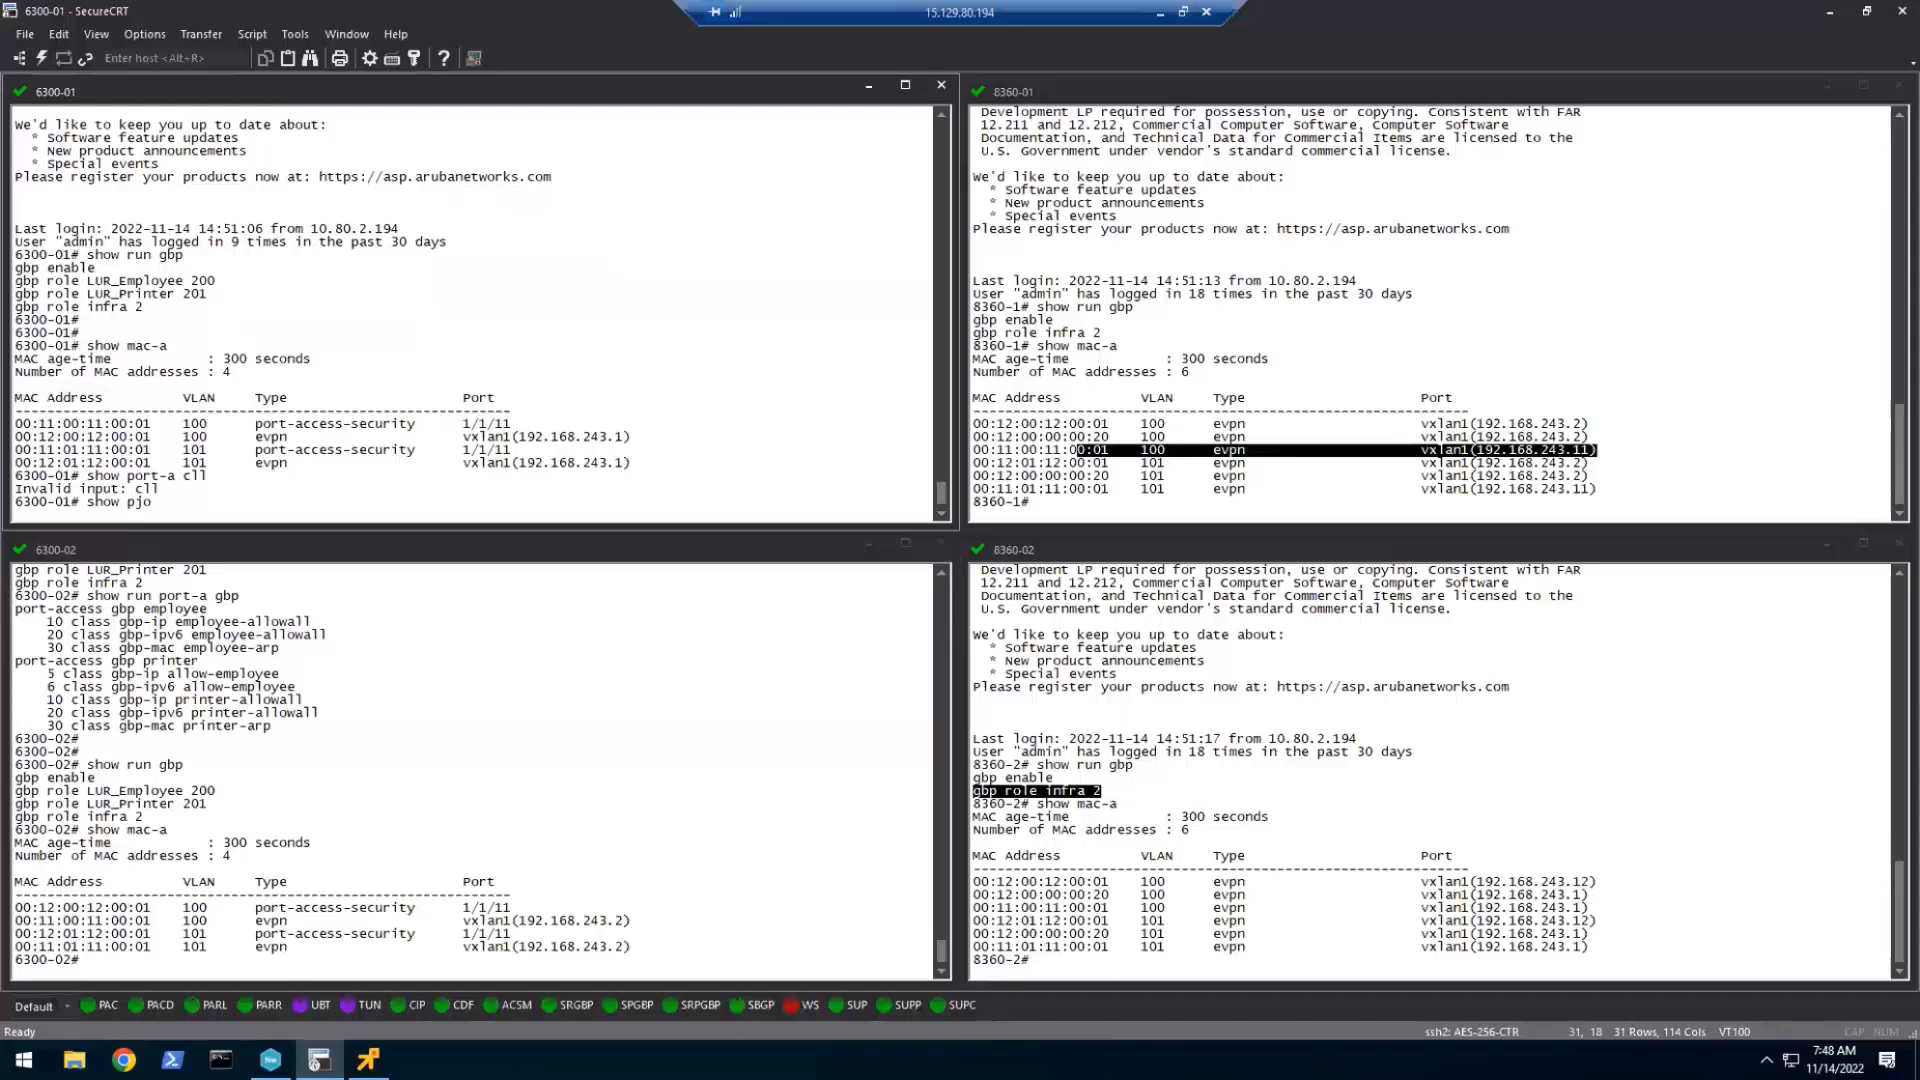 6300-01 - SecureCRT
15.129.80.194
File Edit View Options Transfer Script Tools Window Help
Enter host <Alt+R>
6300-01
We'd like to keep you up to date about:
* Software feature updates
* New product announcements
* Special events
Please register your products now at: https://asp.arubanetworks.com
Last login: 2022-11-14 14:51:06 from 10.80.2.194
User "admin" has logged in 9 times in the past 30 days
6300-01# show run gbp
gbp enable
gbp role LUR_Employee 200
gbp role LUR_Printer 201
gbp role infra 2
6300-01#
6300-01#
6300-01# show mac-a
MAC age-time : 300 seconds
Number of MAC addresses : 4
MAC Address VLAN Type Port
--------------------------------------------------------------
00:11:00:11:00:01 100 port-access-security 1/1/11
00:12:00:12:00:01 100 evpn vxlan1(192.168.243.1)
00:11:01:11:00:01 101 port-access-security 1/1/11
00:12:01:12:00:01 101 evpn vxlan1(192.168.243.1)
6300-01# show port-a cll
Invalid input: cll
6300-01# show pjo
8360-01
Development LP required for possession, use or copying. Consistent with FAR
12.211 and 12.212, Commercial Computer Software, Computer Software
Documentation, and Technical Data for Commercial Items are licensed to the
U.S. Government under vendor's standard commercial license.
We'd like to keep you up to date about:
* Software feature updates
* New product announcements
* Special events
Please register your products now at: https://asp.arubanetworks.com
Last login: 2022-11-14 14:51:13 from 10.80.2.194
User "admin" has logged in 18 times in the past 30 days
8360-1# show run gbp
gbp enable
gbp role infra 2
8360-1# show mac-a
MAC age-time : 300 seconds
Number of MAC addresses : 6
MAC Address VLAN Type Port
--------------------------------------------------------------
00:12:00:12:00:01 100 evpn vxlan1(192.168.243.2)
00:12:00:00:00:20 100 evpn vxlan1(192.168.243.2)
00:11:00:11:00:01 100 evpn vxlan1(192.168.243.11)
00:12:01:12:00:01 101 evpn vxlan1(192.168.243.2)
00:12:00:00:00:20 101 evpn vxlan1(192.168.243.2)
00:11:01:11:00:01 101 evpn vxlan1(192.168.243.11)
8360-1#
6300-02
gbp role LUR_Printer 201
gbp role infra 2
6300-02# show run port-a gbp
port-access gbp employee
10 class gbp-ip employee-allowall
20 class gbp-ipv6 employee-allowall
30 class gbp-mac employee-arp
port-access gbp printer
5 class gbp-ip allow-employee
6 class gbp-ipv6 allow-employee
10 class gbp-ip printer-allowall
20 class gbp-ipv6 printer-allowall
30 class gbp-mac printer-arp
6300-02#
6300-02#
6300-02# show run gbp
gbp enable
gbp role LUR_Employee 200
gbp role LUR_Printer 201
gbp role infra 2
6300-02# show mac-a
MAC age-time : 300 seconds
Number of MAC addresses : 4
MAC Address VLAN Type Port
--------------------------------------------------------------
00:12:00:12:00:01 100 port-access-security 1/1/11
00:11:00:11:00:01 100 evpn vxlan1(192.168.243.2)
00:12:01:12:00:01 101 port-access-security 1/1/11
00:11:01:11:00:01 101 evpn vxlan1(192.168.243.2)
6300-02#
8360-02
Development LP required for possession, use or copying. Consistent with FAR
12.211 and 12.212, Commercial Computer Software, Computer Software
Documentation, and Technical Data for Commercial Items are licensed to the
U.S. Government under vendor's standard commercial license.
We'd like to keep you up to date about:
* Software feature updates
* New product announcements
* Special events
Please register your products now at: https://asp.arubanetworks.com
Last login: 2022-11-14 14:51:17 from 10.80.2.194
User "admin" has logged in 18 times in the past 30 days
8360-2# show run gbp
gbp enable
gbp role infra 2
8360-2# show mac-a
MAC age-time : 300 seconds
Number of MAC addresses : 6
MAC Address VLAN Type Port
--------------------------------------------------------------
00:12:00:12:00:01 100 evpn vxlan1(192.168.243.12)
00:12:00:00:00:20 100 evpn vxlan1(192.168.243.1)
00:11:00:11:00:01 100 evpn vxlan1(192.168.243.1)
00:12:01:12:00:01 101 evpn vxlan1(192.168.243.12)
00:12:00:00:00:20 101 evpn vxlan1(192.168.243.1)
00:11:01:11:00:01 101 evpn vxlan1(192.168.243.1)
8360-2#
Default PAC PACD PARL PARR UBT TUN CIP CDF ACSM SRGBP SPGBP SRPGBP SBGP WS SUP SUPP SUPC
Ready ssh2: AES-256-CTR 31, 18 31 Rows, 114 Cols VT100 CAP NUM
7:48 AM
11/14/2022